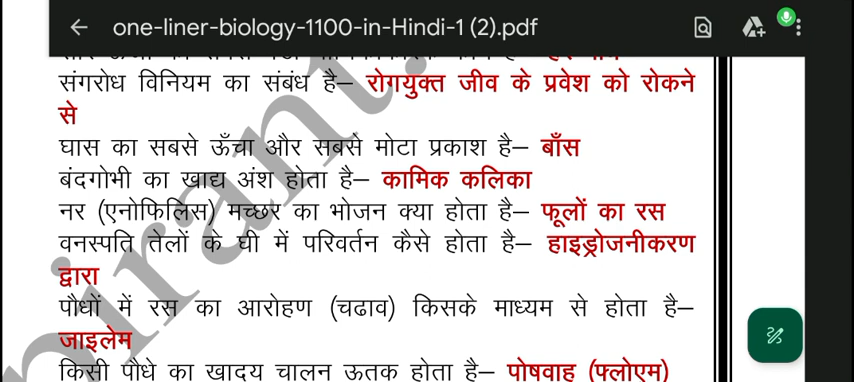 one-liner-biology-1100-in-Hindi-1 (2).pdf
संगरोध विनियम का संबंध है– रोगयुक्त जीव के प्रवेश को रोकने
से
घास का सबसे ऊँचा और सबसे मोटा प्रकाश है– बाँस
बंदगोभी का खाद्य अंश होता है– कामिक कलिका
नर (एनोफिलिस) मच्छर का भोजन क्या होता है– फूलों का रस
वनस्पति तेलों के घी में परिवर्तन कैसे होता है– हाइड्रोजनीकरण
द्वारा
पौधों में रस का आरोहण (चढाव) किसके माध्यम से होता है–
जाइलेम
किसी पौधे का खादय चालन ऊतक होता है– पोषवाह (फ्लोएम)